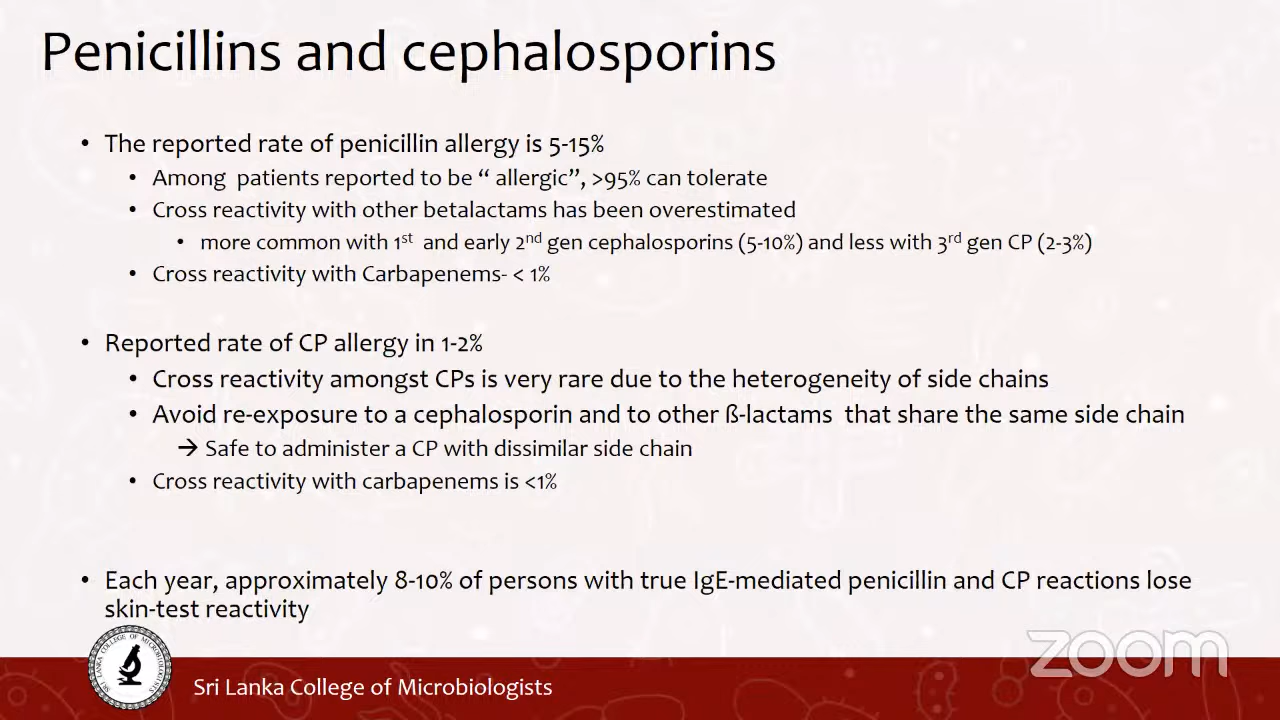 Penicillins and cephalosporins
• The reported rate of penicillin allergy is 5-15%
• Among patients reported to be “ allergic”, >95% can tolerate
• Cross reactivity with other betalactams has been overestimated
• more common with 1st and early 2nd gen cephalosporins (5-10%) and less with 3rd gen CP (2-3%)
• Cross reactivity with Carbapenems- < 1%
• Reported rate of CP allergy in 1-2%
• Cross reactivity amongst CPs is very rare due to the heterogeneity of side chains
• Avoid re-exposure to a cephalosporin and to other ß-lactams that share the same side chain
→ Safe to administer a CP with dissimilar side chain
• Cross reactivity with carbapenems is <1%
• Each year, approximately 8-10% of persons with true IgE-mediated penicillin and CP reactions lose
skin-test reactivity
SRI LANKA COLLEGE OF MICROBIOLOGISTS
Sri Lanka College of Microbiologists
zoom